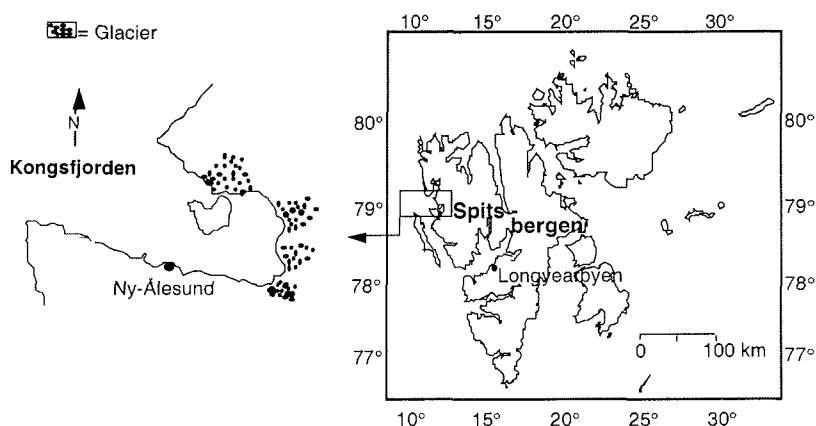 = Glacier
N
Kongsfjorden
Ny-Ålesund
10° 15° 20° 25° 30°
80° 80°
79° 79°
Spits-
bergen
78° 78°
Longyearbyen
77° 77°
0 100 km
10° 15° 20° 25° 30°